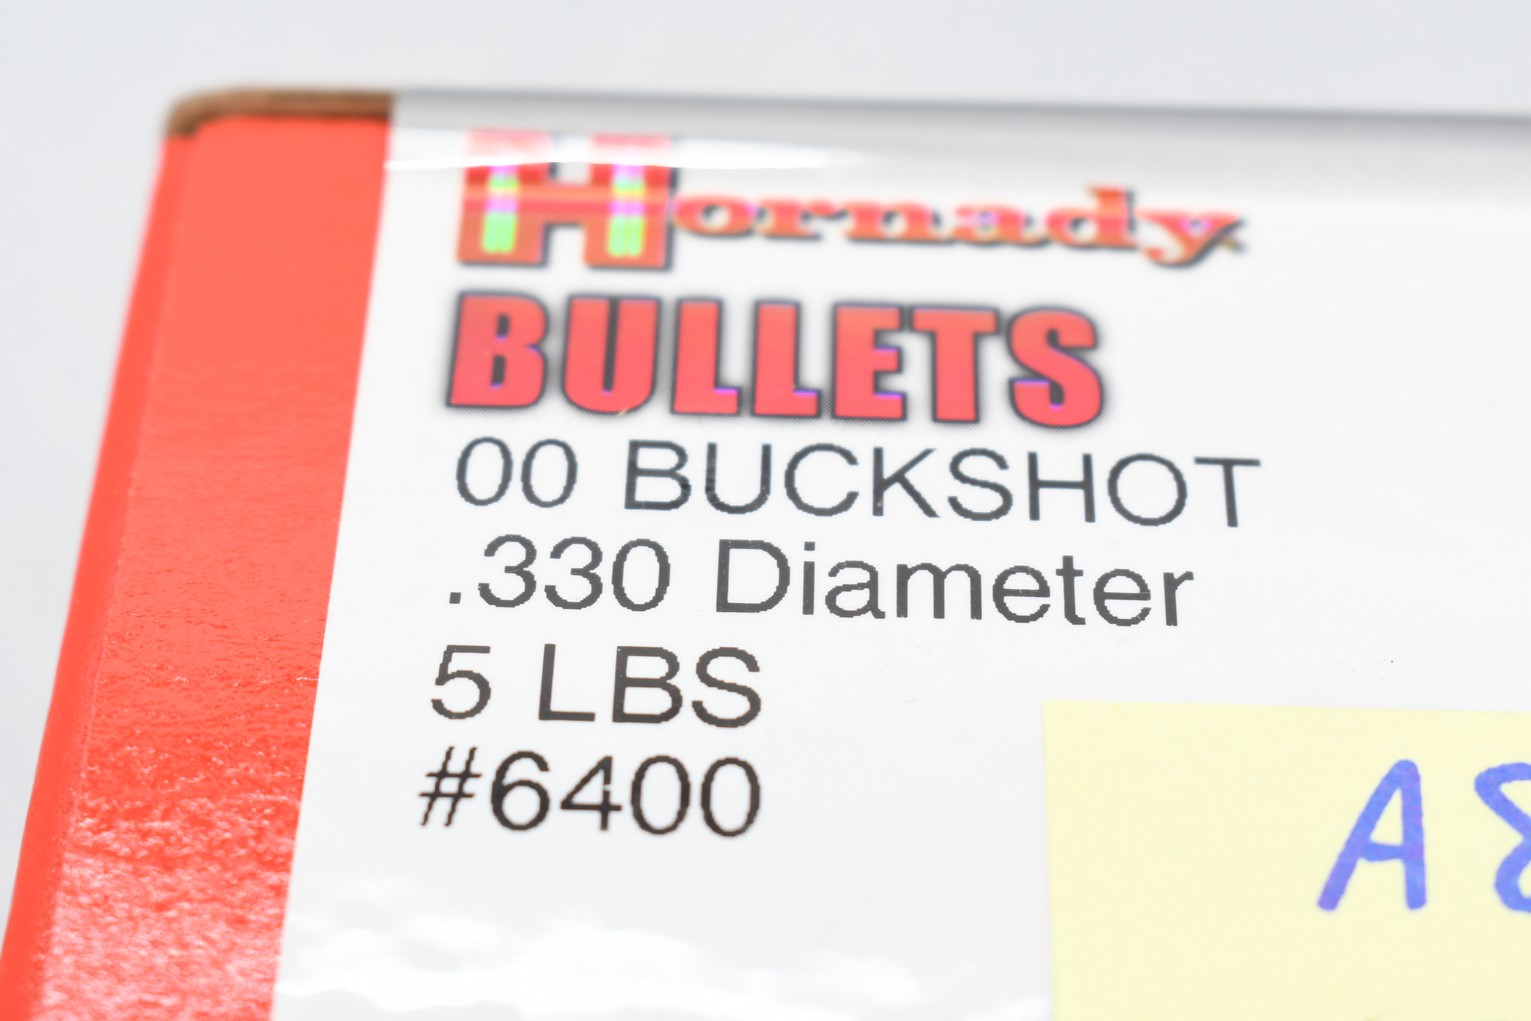 Hornady
BULLETS
00 BUCKSHOT
.330 Diameter
5 LBS
#6400
A8